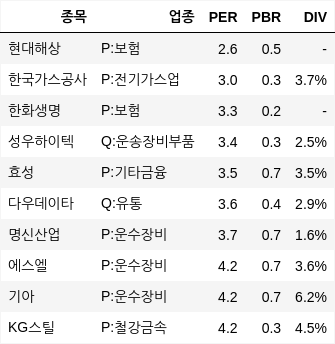 종목 업종 PER PBR DIV
현대해상 P:보험 2.6 0.5 -
한국가스공사 P:전기가스업 3.0 0.3 3.7%
한화생명 P:보험 3.3 0.2 -
성우하이텍 Q:운송장비부품 3.4 0.3 2.5%
효성 P:기타금융 3.5 0.7 3.5%
다우데이타 Q:유통 3.6 0.4 2.9%
명신산업 P:운수장비 3.7 0.7 1.6%
에스엘 P:운수장비 4.2 0.7 3.6%
기아 P:운수장비 4.2 0.7 6.2%
KG스틸 P:철강금속 4.2 0.3 4.5%